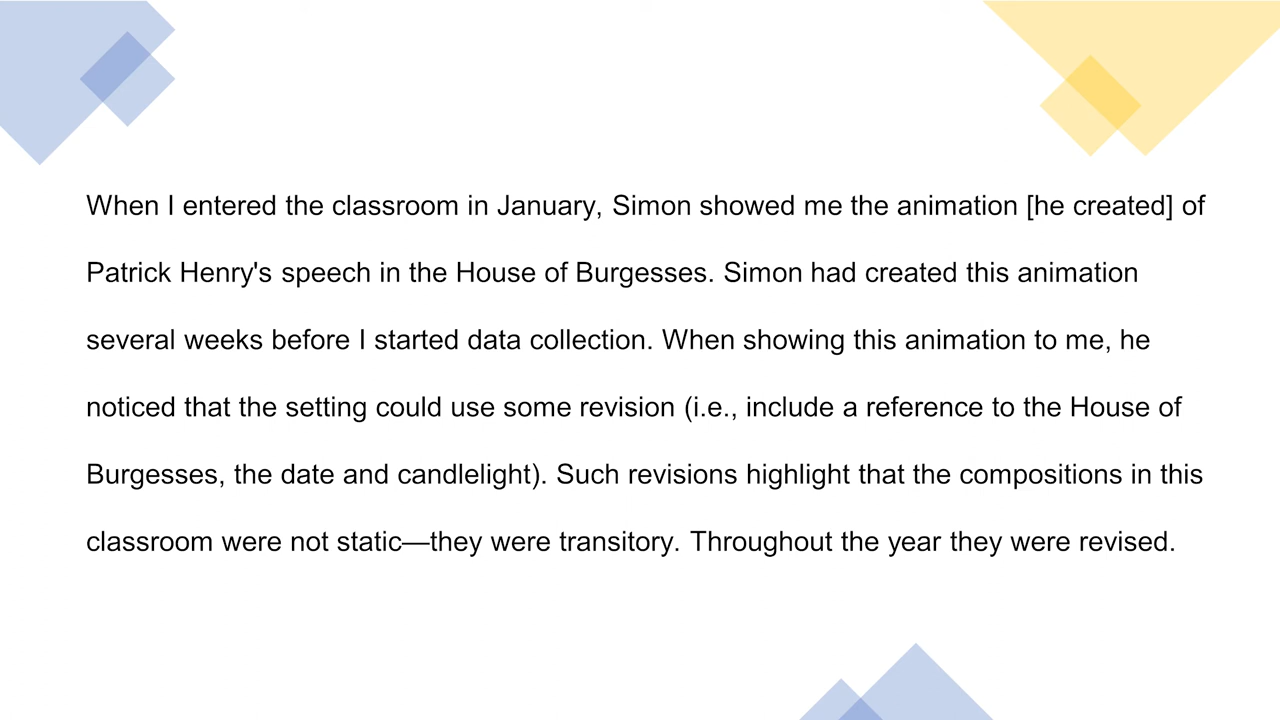 When I entered the classroom in January, Simon showed me the animation [he created] of
Patrick Henry's speech in the House of Burgesses. Simon had created this animation
several weeks before I started data collection. When showing this animation to me, he
noticed that the setting could use some revision (i.e., include a reference to the House of
Burgesses, the date and candlelight). Such revisions highlight that the compositions in this
classroom were not static—they were transitory. Throughout the year they were revised.